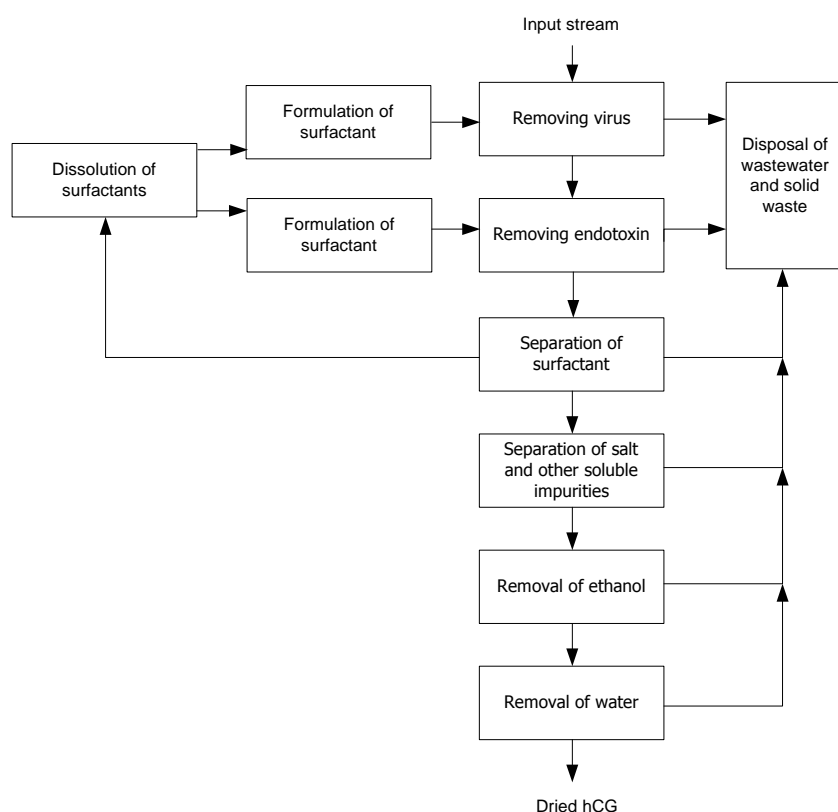 Input stream
Formulation of
surfactant
Removing virus
Disposal of
wastewater
and solid
waste
Dissolution of
surfactants
Formulation of
surfactant
Removing endotoxin
Separation of
surfactant
Separation of salt
and other soluble
impurities
Removal of ethanol
Removal of water
Dried hCG